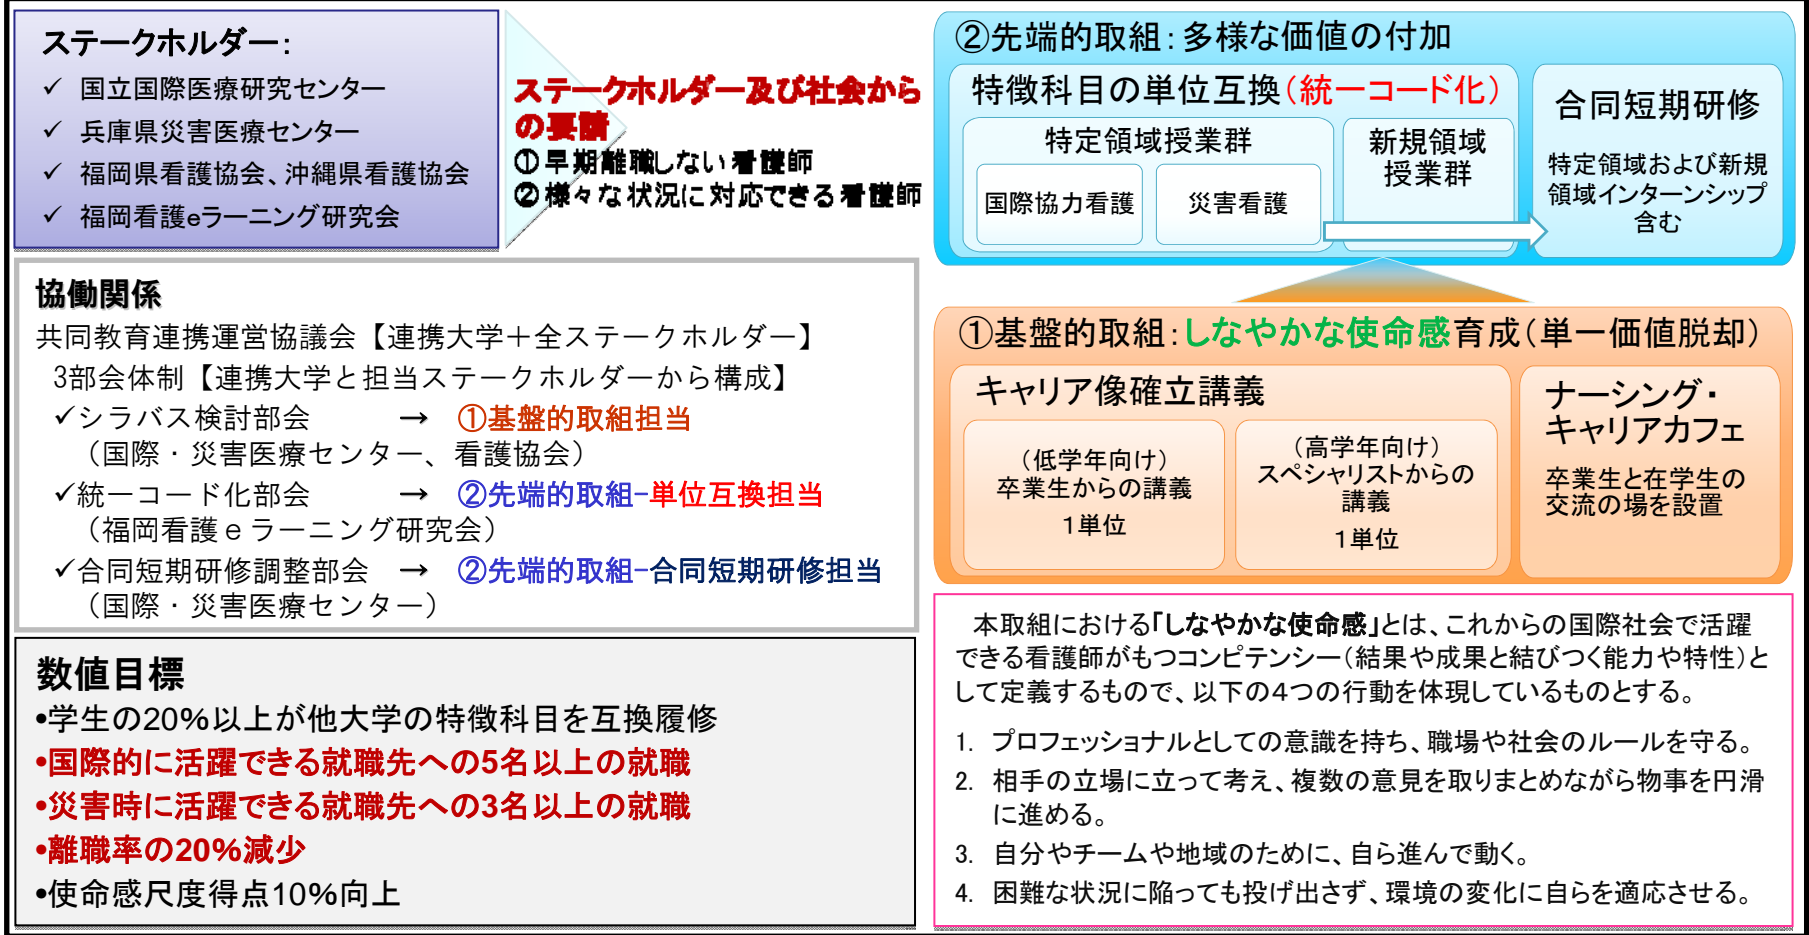 ステークホルダー：
✓ 国立国際医療研究センター
✓ 兵庫県災害医療センター
✓ 福岡県看護協会、沖縄県看護協会
✓ 福岡看護eラーニング研究会
ステークホルダー及び社会から
の要請
①早期離職しない看護師
②様々な状況に対応できる看護師
協働関係
共同教育連携運営協議会【連携大学＋全ステークホルダー】
3部会体制【連携大学と担当ステークホルダーから構成】
✓シラバス検討部会 → ①基盤的取組担当
（国際・災害医療センター、看護協会）
✓統一コード化部会 → ②先端的取組-単位互換担当
（福岡看護ｅラーニング研究会）
✓合同短期研修調整部会 → ②先端的取組-合同短期研修担当
（国際・災害医療センター）
数値目標
•学生の20%以上が他大学の特徴科目を互換履修
•国際的に活躍できる就職先への5名以上の就職
•災害時に活躍できる就職先への3名以上の就職
•離職率の20%減少
•使命感尺度得点10%向上
②先端的取組：多様な価値の付加
特徴科目の単位互換（統一コード化）
特定領域授業群
国際協力看護
災害看護
新規領域
授業群
合同短期研修
特定領域および新規
領域インターンシップ
含む
①基盤的取組：しなやかな使命感育成（単一価値脱却）
キャリア像確立講義
（低学年向け）
卒業生からの講義
1単位
（高学年向け）
スペシャリストからの
講義
1単位
ナーシング・
キャリアカフェ
卒業生と在学生の
交流の場を設置
本取組における「しなやかな使命感」とは、これからの国際社会で活躍
できる看護師がもつコンピテンシー（結果や成果と結びつく能力や特性）と
して定義するもので、以下の４つの行動を体現しているものとする。
1. プロフェッショナルとしての意識を持ち、職場や社会のルールを守る。
2. 相手の立場に立って考え、複数の意見を取りまとめながら物事を円滑
に進める。
3. 自分やチームや地域のために、自ら進んで動く。
4. 困難な状況に陥っても投げ出さず、環境の変化に自らを適応させる。